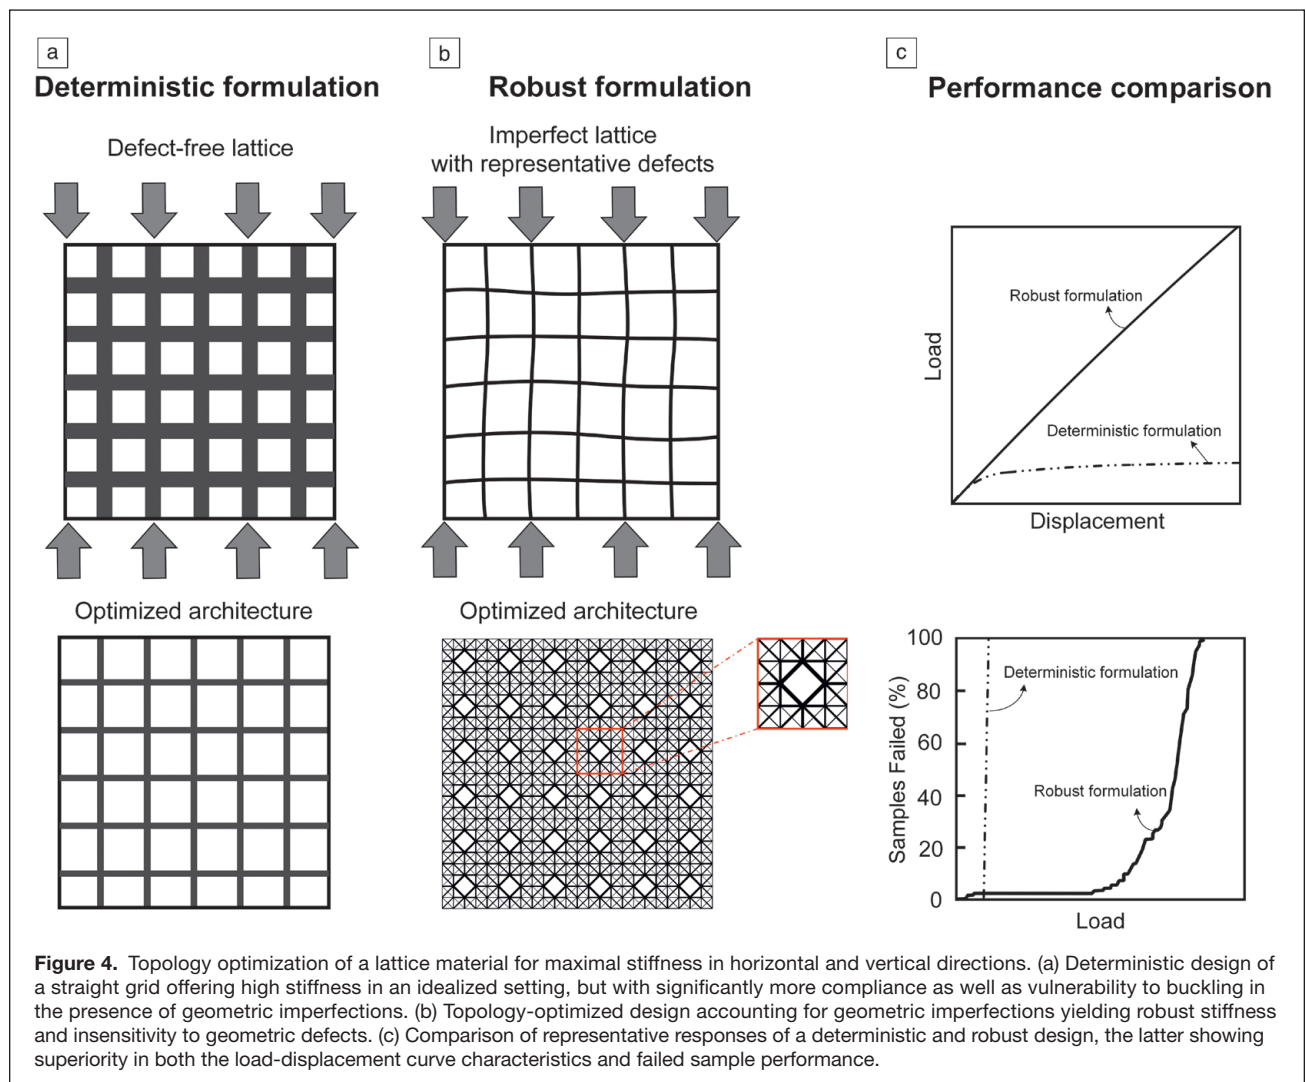 a
Deterministic formulation
Defect-free lattice
Optimized architecture
b
Robust formulation
Imperfect lattice
with representative defects
Optimized architecture
c
Performance comparison
Load
Robust formulation
Deterministic formulation
Displacement
Samples Failed (%)
100
80
60
40
20
0
Deterministic formulation
Robust formulation
Load
Figure 4. Topology optimization of a lattice material for maximal stiffness in horizontal and vertical directions. (a) Deterministic design of
a straight grid offering high stiffness in an idealized setting, but with significantly more compliance as well as vulnerability to buckling in
the presence of geometric imperfections. (b) Topology-optimized design accounting for geometric imperfections yielding robust stiffness
and insensitivity to geometric defects. (c) Comparison of representative responses of a deterministic and robust design, the latter showing
superiority in both the load-displacement curve characteristics and failed sample performance.